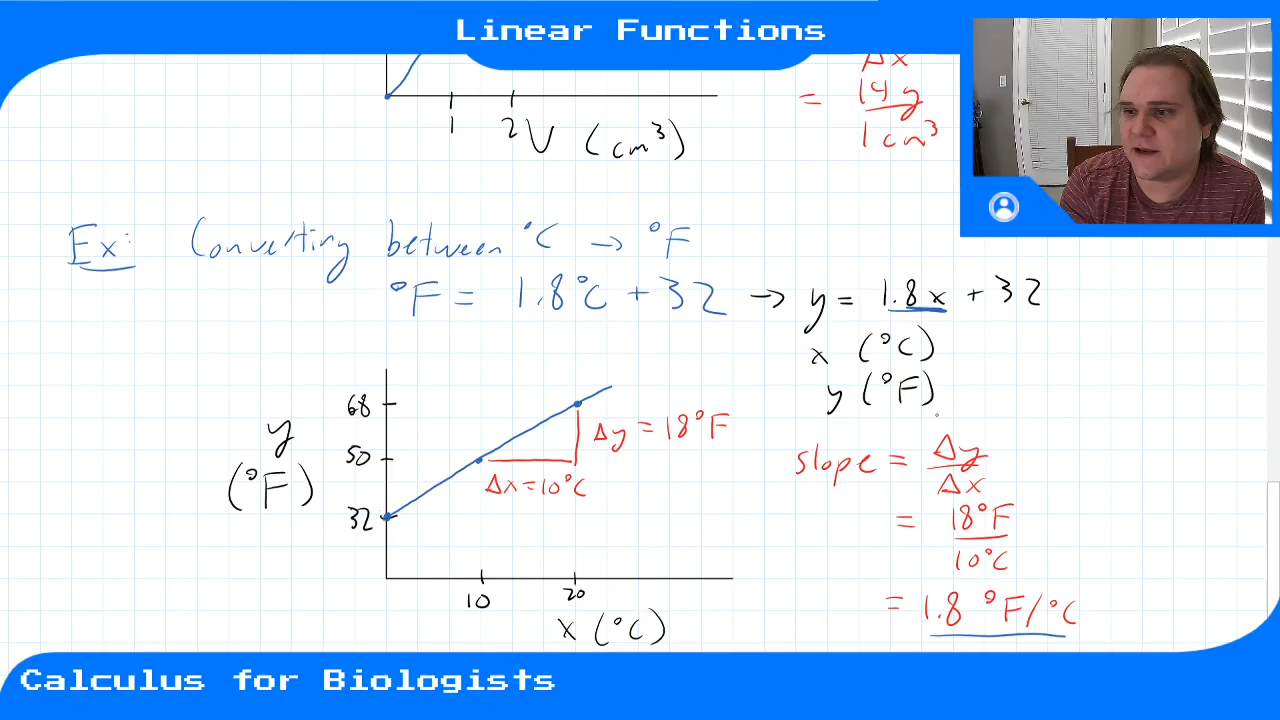 Linear Functions
Δx
= 14 g
1 cm³
1 2
V (cm³)
Ex: Converting between °C → °F
°F = 1.8°C + 32 → y = 1.8x + 32
x (°C)
y (°F)
68
50
32
y
(°F)
Δy = 18°F
Δx = 10°C
10 20
x (°C)
slope = Δy
Δx
= 18°F
10°C
= 1.8 °F/°C
Calculus for Biologists